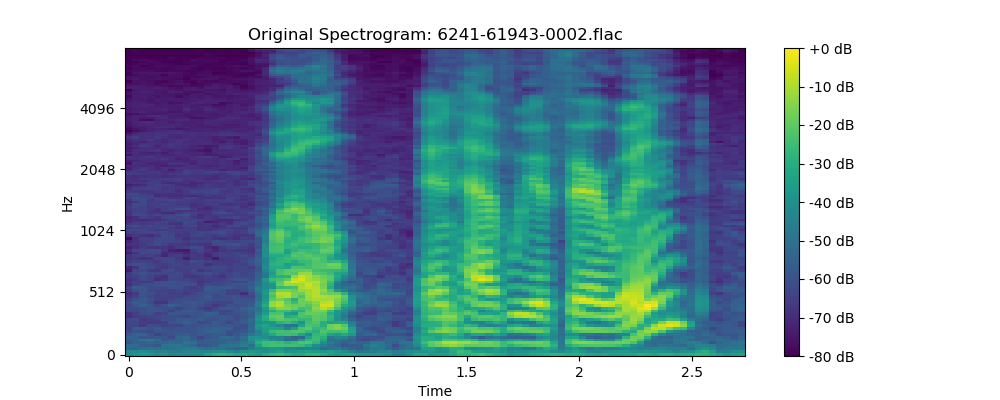 Original Spectrogram: 6241-61943-0002.flac
Hz
4096
2048
1024
512
0
0
0.5
1
1.5
2
2.5
Time
+0 dB
-10 dB
-20 dB
-30 dB
-40 dB
-50 dB
-60 dB
-70 dB
-80 dB